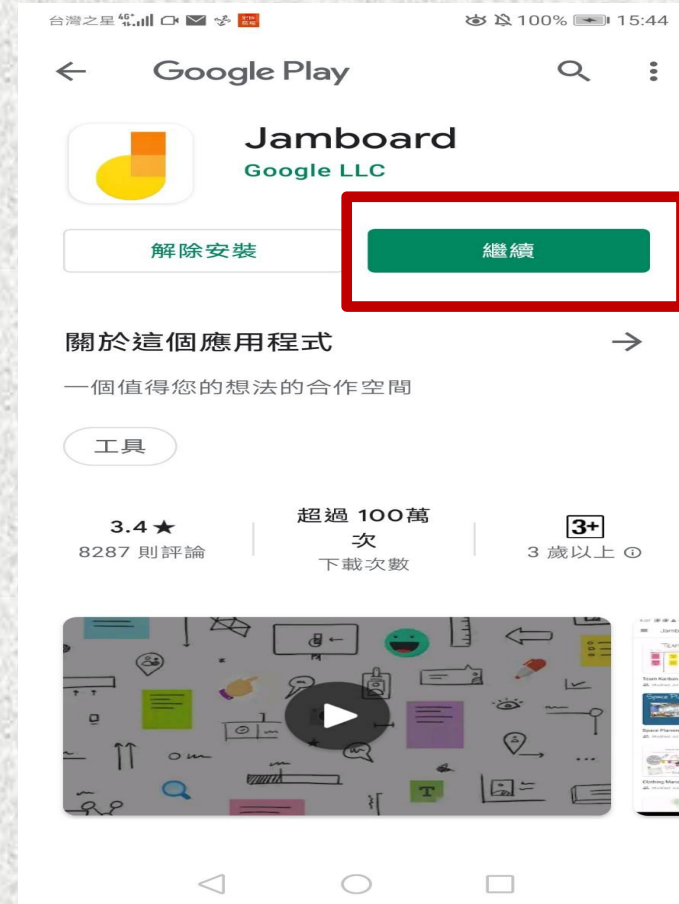 台灣之星 46 100% 15:44
Google Play
Jamboard
Google LLC
解除安裝 繼續
關於這個應用程式
一個值得您的想法的合作空間
工具
3.4★
8287 則評論
超過 100萬
次
下載次數
3+
3 歲以上
T